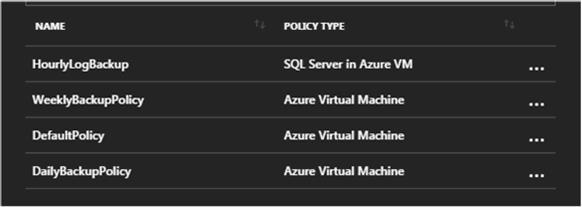 NAME POLICY TYPE
HourlyLogBackup SQL Server in Azure VM ...
WeeklyBackupPolicy Azure Virtual Machine ...
DefaultPolicy Azure Virtual Machine ...
DailyBackupPolicy Azure Virtual Machine ...